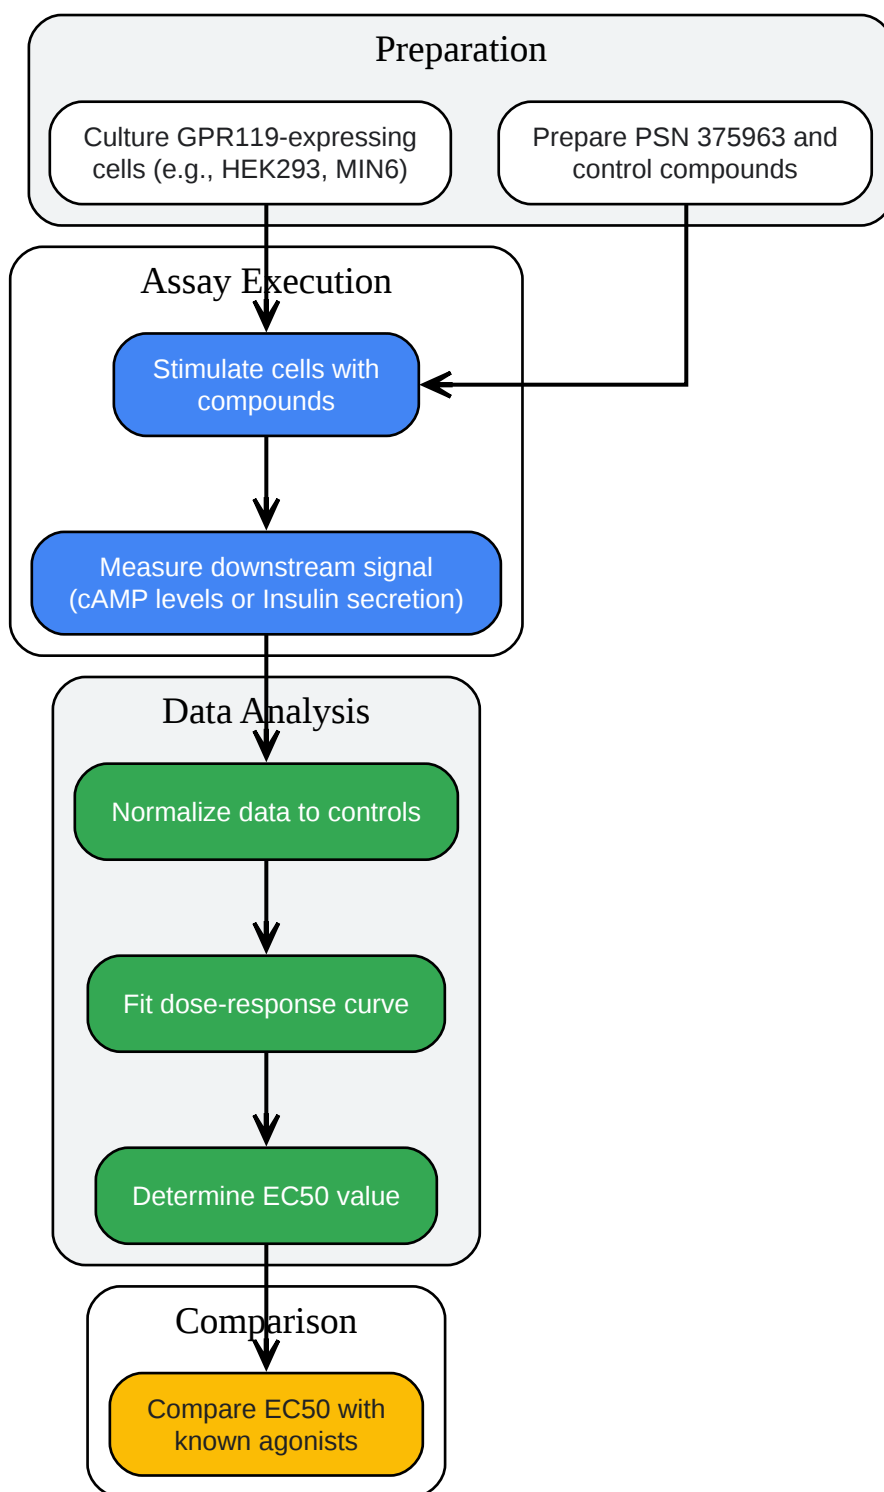 Preparation
Culture GPR119-expressing
cells (e.g., HEK293, MIN6)
Prepare PSN 375963 and
control compounds
Assay Execution
Stimulate cells with
compounds
Measure downstream signal
(cAMP levels or Insulin secretion)
Data Analysis
Normalize data to controls
Fit dose-response curve
Determine EC50 value
Comparison
Compare EC50 with
known agonists